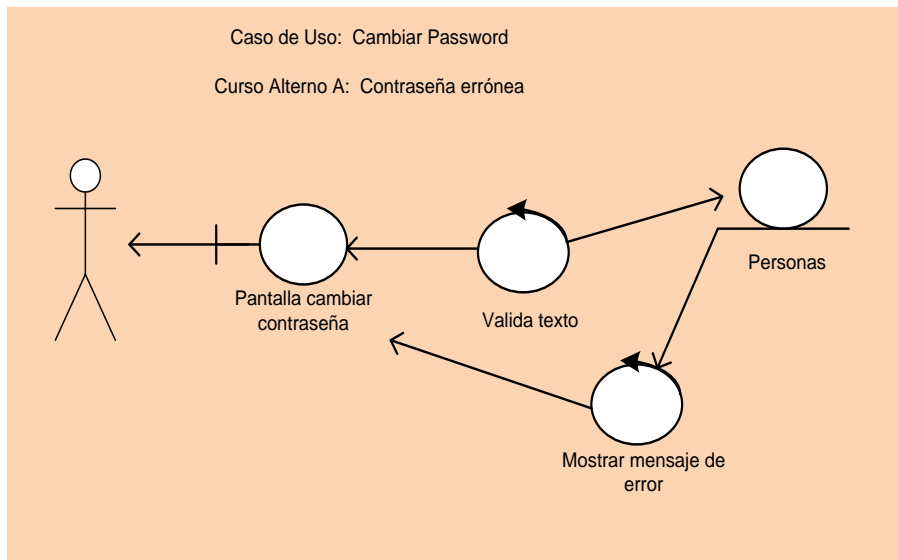 Caso de Uso: Cambiar Password
Curso Alterno A: Contraseña errónea
Personas
Pantalla cambiar
contraseña
Valida texto
Mostrar mensaje de
error